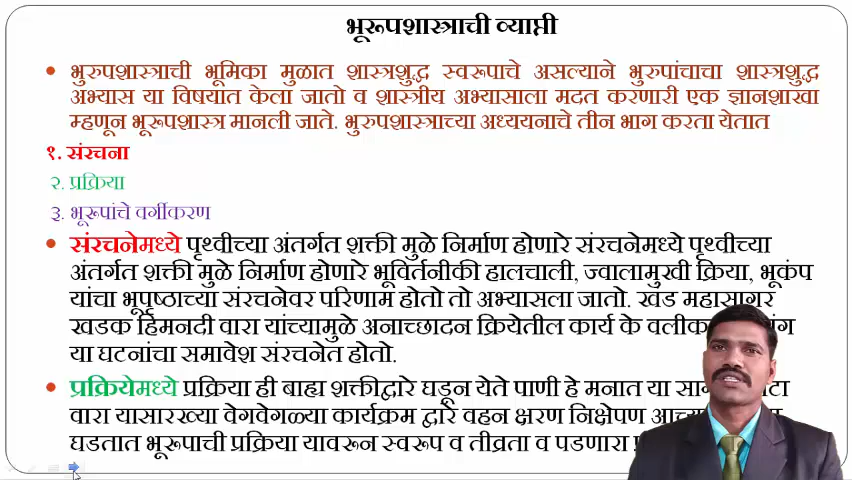 भूरूपशास्त्राची व्याप्ती
• भुरुपशास्त्राची भूमिका मुळात शास्त्रशुद्ध स्वरूपाचे असल्याने भुरुपांचाचा शास्त्रशुद्ध
अभ्यास या विषयात केला जातो व शास्त्रीय अभ्यासाला मदत करणारी एक ज्ञानशाखा
म्हणून भूरूपशास्त्र मानली जाते. भुरुपशास्त्राच्या अध्ययनाचे तीन भाग करता येतात
१. संरचना
२. प्रक्रिया
३. भूरूपांचे वर्गीकरण
• संरचनेमध्ये पृथ्वीच्या अंतर्गत शक्ती मुळे निर्माण होणारे संरचनेमध्ये पृथ्वीच्या
अंतर्गत शक्ती मुळे निर्माण होणारे भूविर्तनीकी हालचाली, ज्वालामुखी क्रिया, भूकंप
यांचा भूपृष्ठाच्या संरचनेवर परिणाम होतो तो अभ्यासला जातो. खंड महासागर
खडक हिमनदी वारा यांच्यामुळे अनाच्छादन क्रियेतील कार्य के
या घटनांचा समावेश संरचनेत होतो.
• प्रक्रियेमध्ये प्रक्रिया ही बाह्य शक्तीद्वारे घडून येते पाणी हे मनात या
वारा यासारख्या वेगवेगळ्या कार्यक्रम द्वारे वहन क्षरण निक्षेपण
घडतात भूरूपाची प्रक्रिया यावरून स्वरूप व तीव्रता व पडणारा